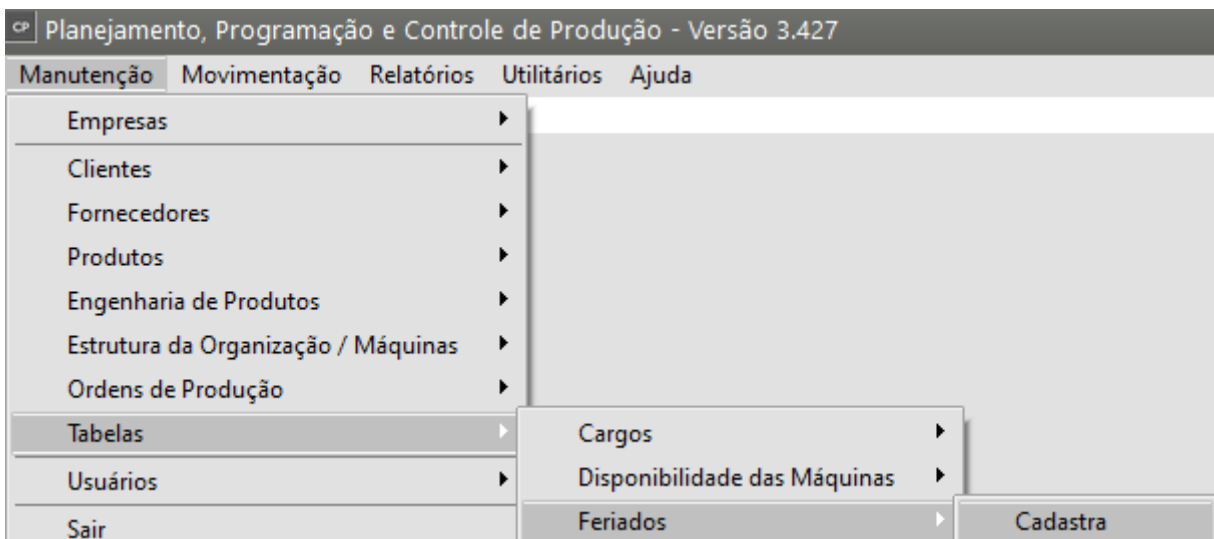 CP Planejamento, Programação e Controle de Produção - Versão 3.427
Manutenção Movimentação Relatórios Utilitários Ajuda
Empresas
Clientes
Fornecedores
Produtos
Engenharia de Produtos
Estrutura da Organização / Máquinas
Ordens de Produção
Tabelas
Usuários
Sair
Cargos
Disponibilidade das Máquinas
Feriados
Cadastra